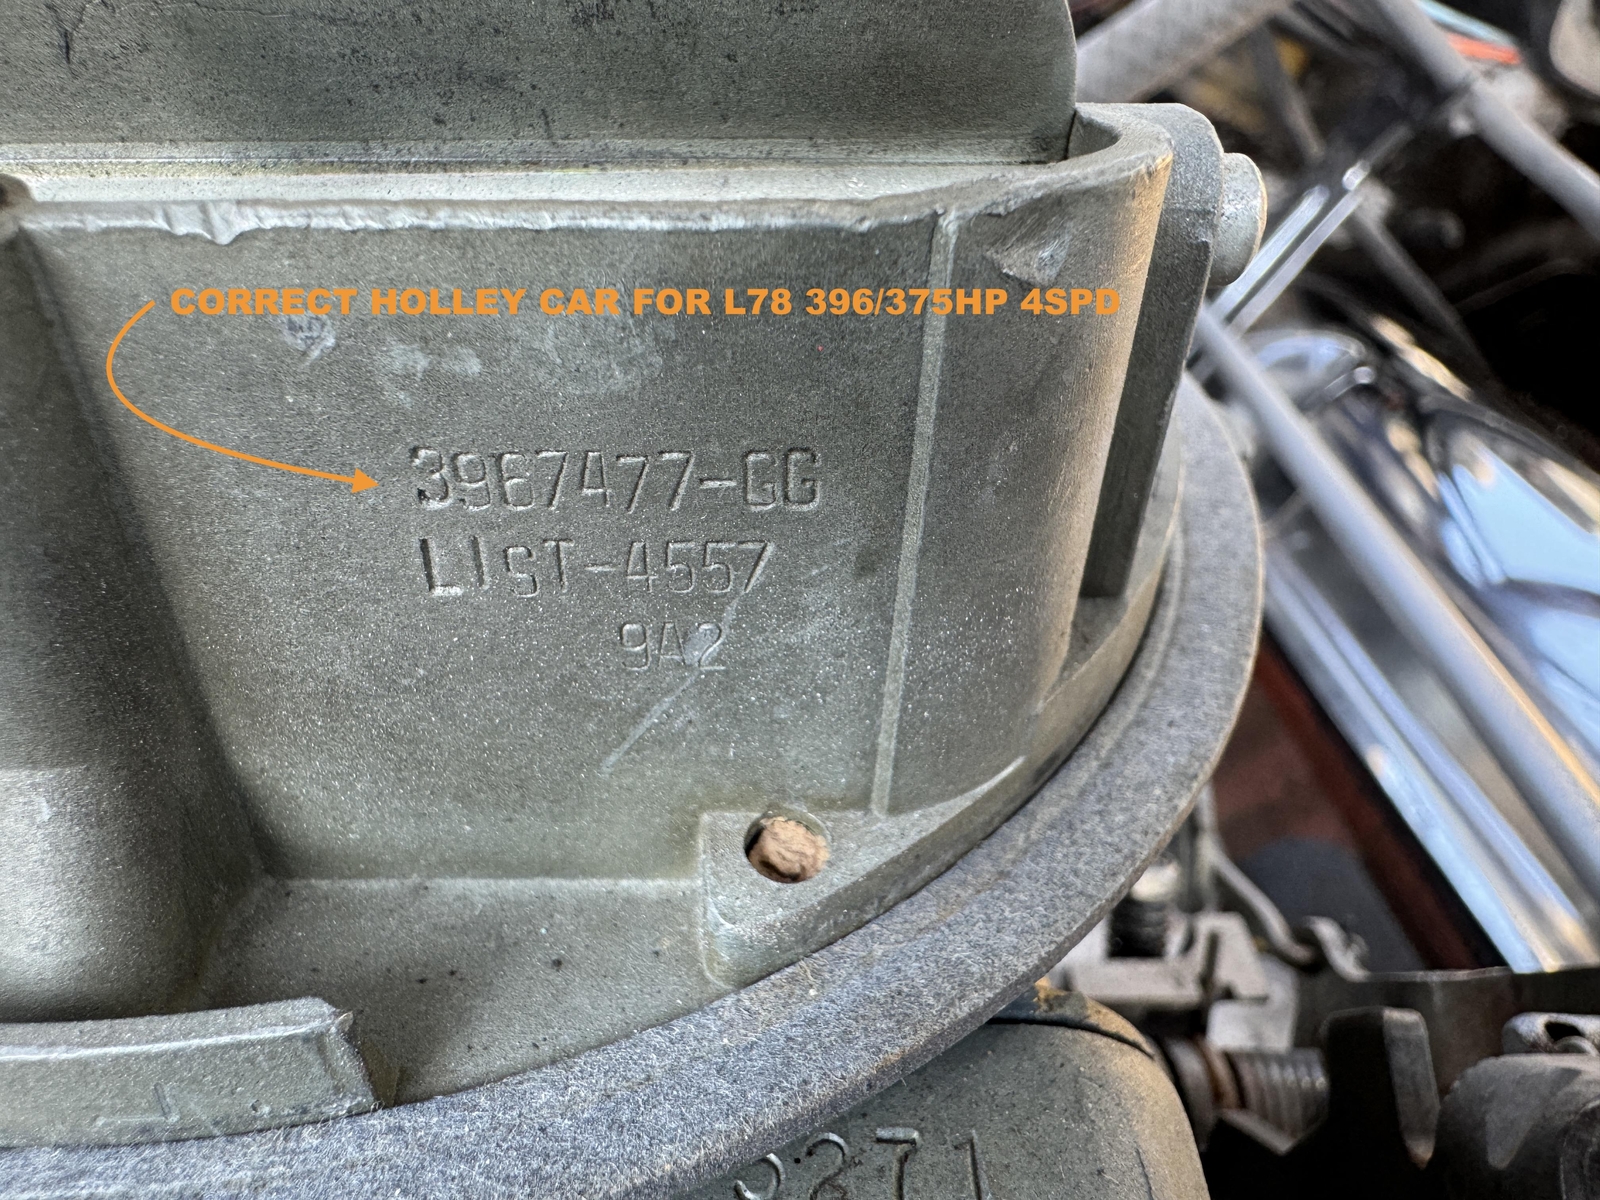 CORRECT HOLLEY CAR FOR L78 396/375HP 4SPD
3967477-GG
LIST-4557
9A2